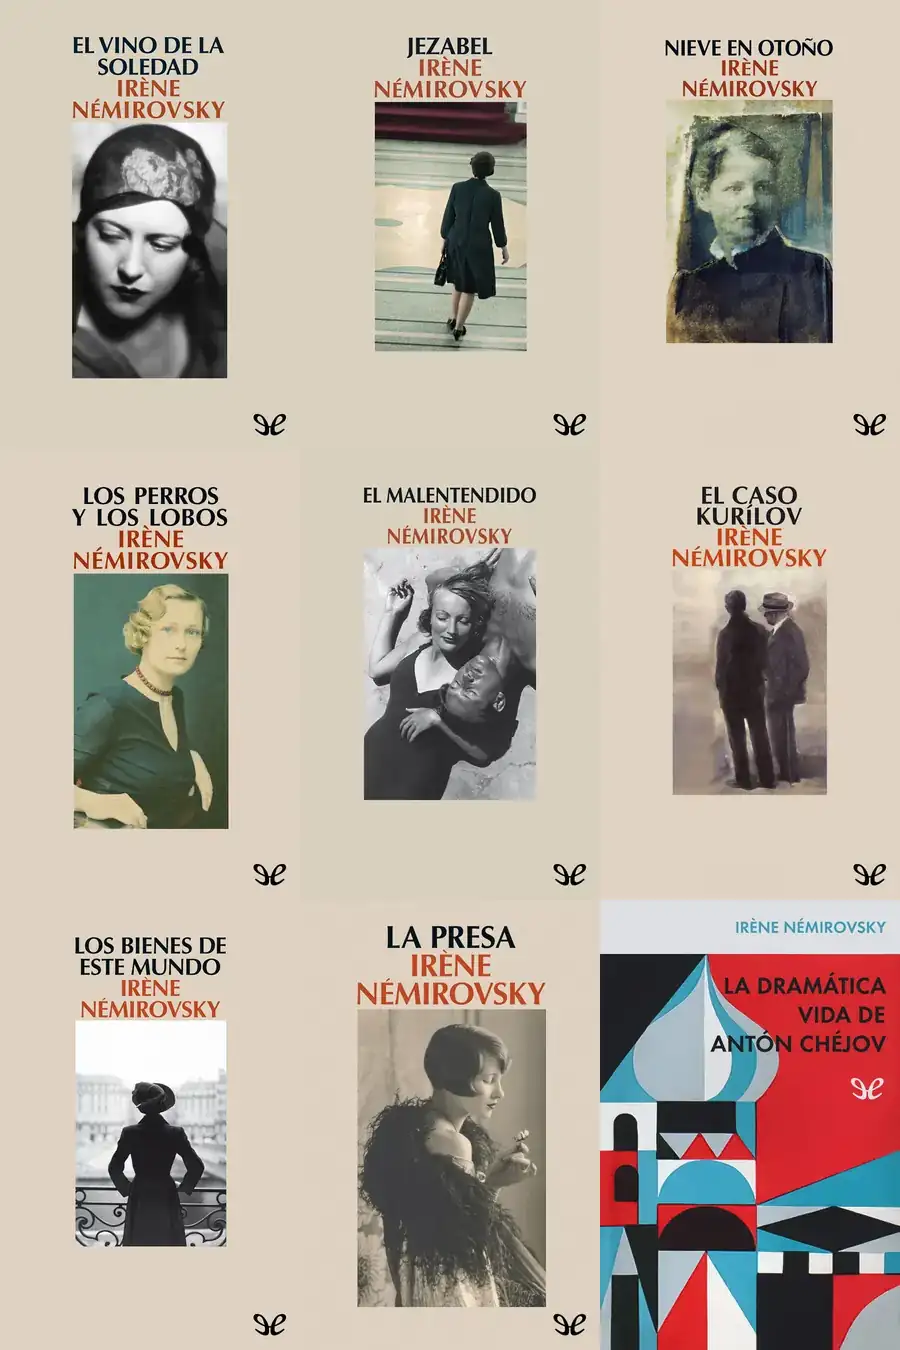 EL VINO DE LA
SOLEDAD
IRÈNE
NÉMIROVSKY
JEZABEL
IRÈNE
NÉMIROVSKY
NIEVE EN OTOÑO
IRÈNE
NÉMIROVSKY
LOS PERROS
Y LOS LOBOS
IRÈNE
NÉMIROVSKY
EL MALENTENDIDO
IRÈNE
NÉMIROVSKY
EL CASO
KURÍLOV
IRÈNE
NÉMIROVSKY
LOS BIENES DE
ESTE MUNDO
IRÈNE
NÉMIROVSKY
LA PRESA
IRÈNE
NÉMIROVSKY
IRÈNE NÉMIROVSKY
LA DRAMÁTICA
VIDA DE
ANTÓN CHÉJOV